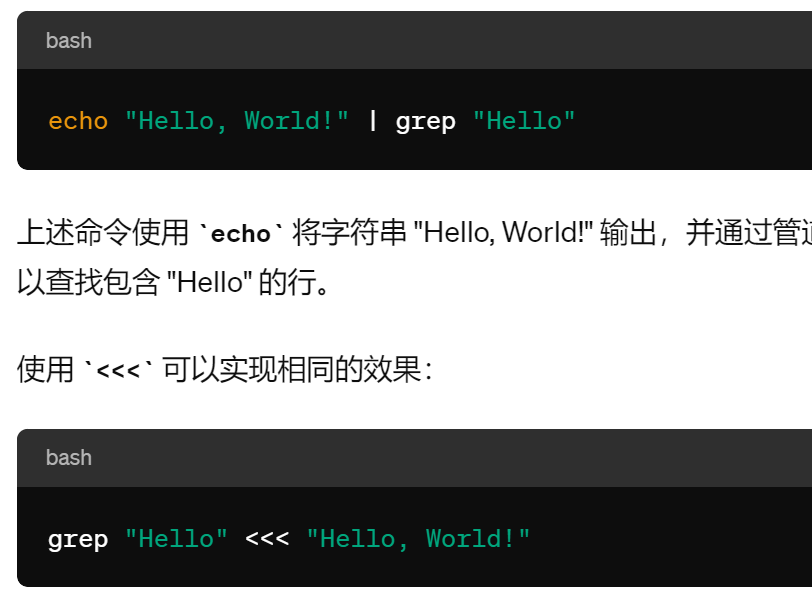 bash
echo "Hello, World!" | grep "Hello"
上述命令使用 `echo` 将字符串 "Hello, World!" 输出，并通过管
以查找包含 "Hello" 的行。
使用 `<<<` 可以实现相同的效果：
bash
grep "Hello" <<< "Hello, World!"